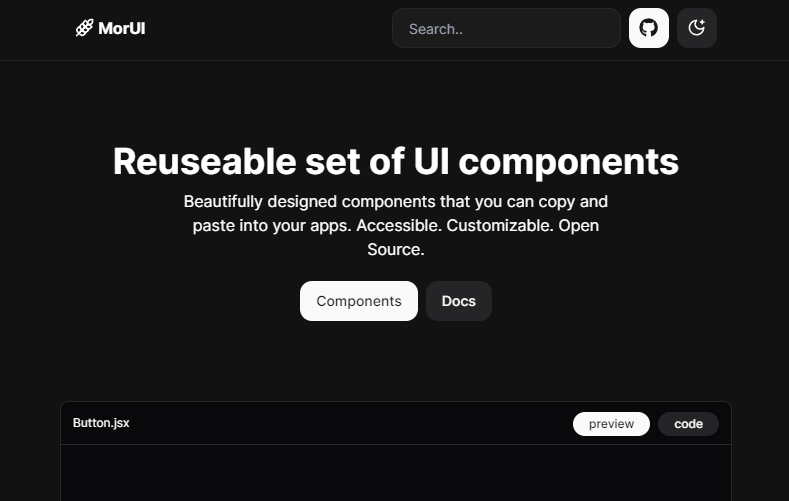 MorUI
Search..
Reuseable set of UI components
Beautifully designed components that you can copy and
paste into your apps. Accessible. Customizable. Open
Source.
Components
Docs
Button.jsx
preview
code